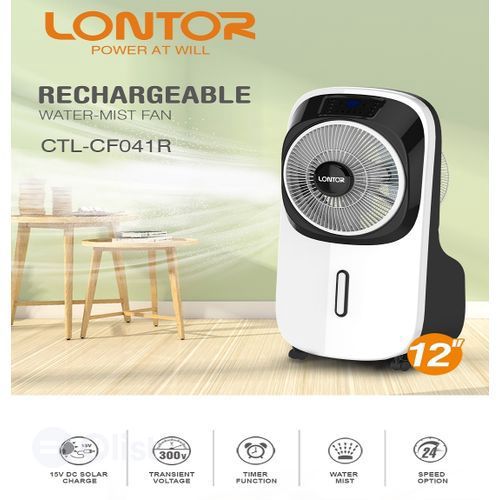 LONTOR
POWER AT WILL
RECHARGEABLE
WATER-MIST FAN
CTL-CF041R
LONTOR
12"
15V
300v
24
15V DC SOLAR
CHARGE
TRANSIENT
VOLTAGE
TIMER
FUNCTION
WATER
MIST
SPEED
OPTION